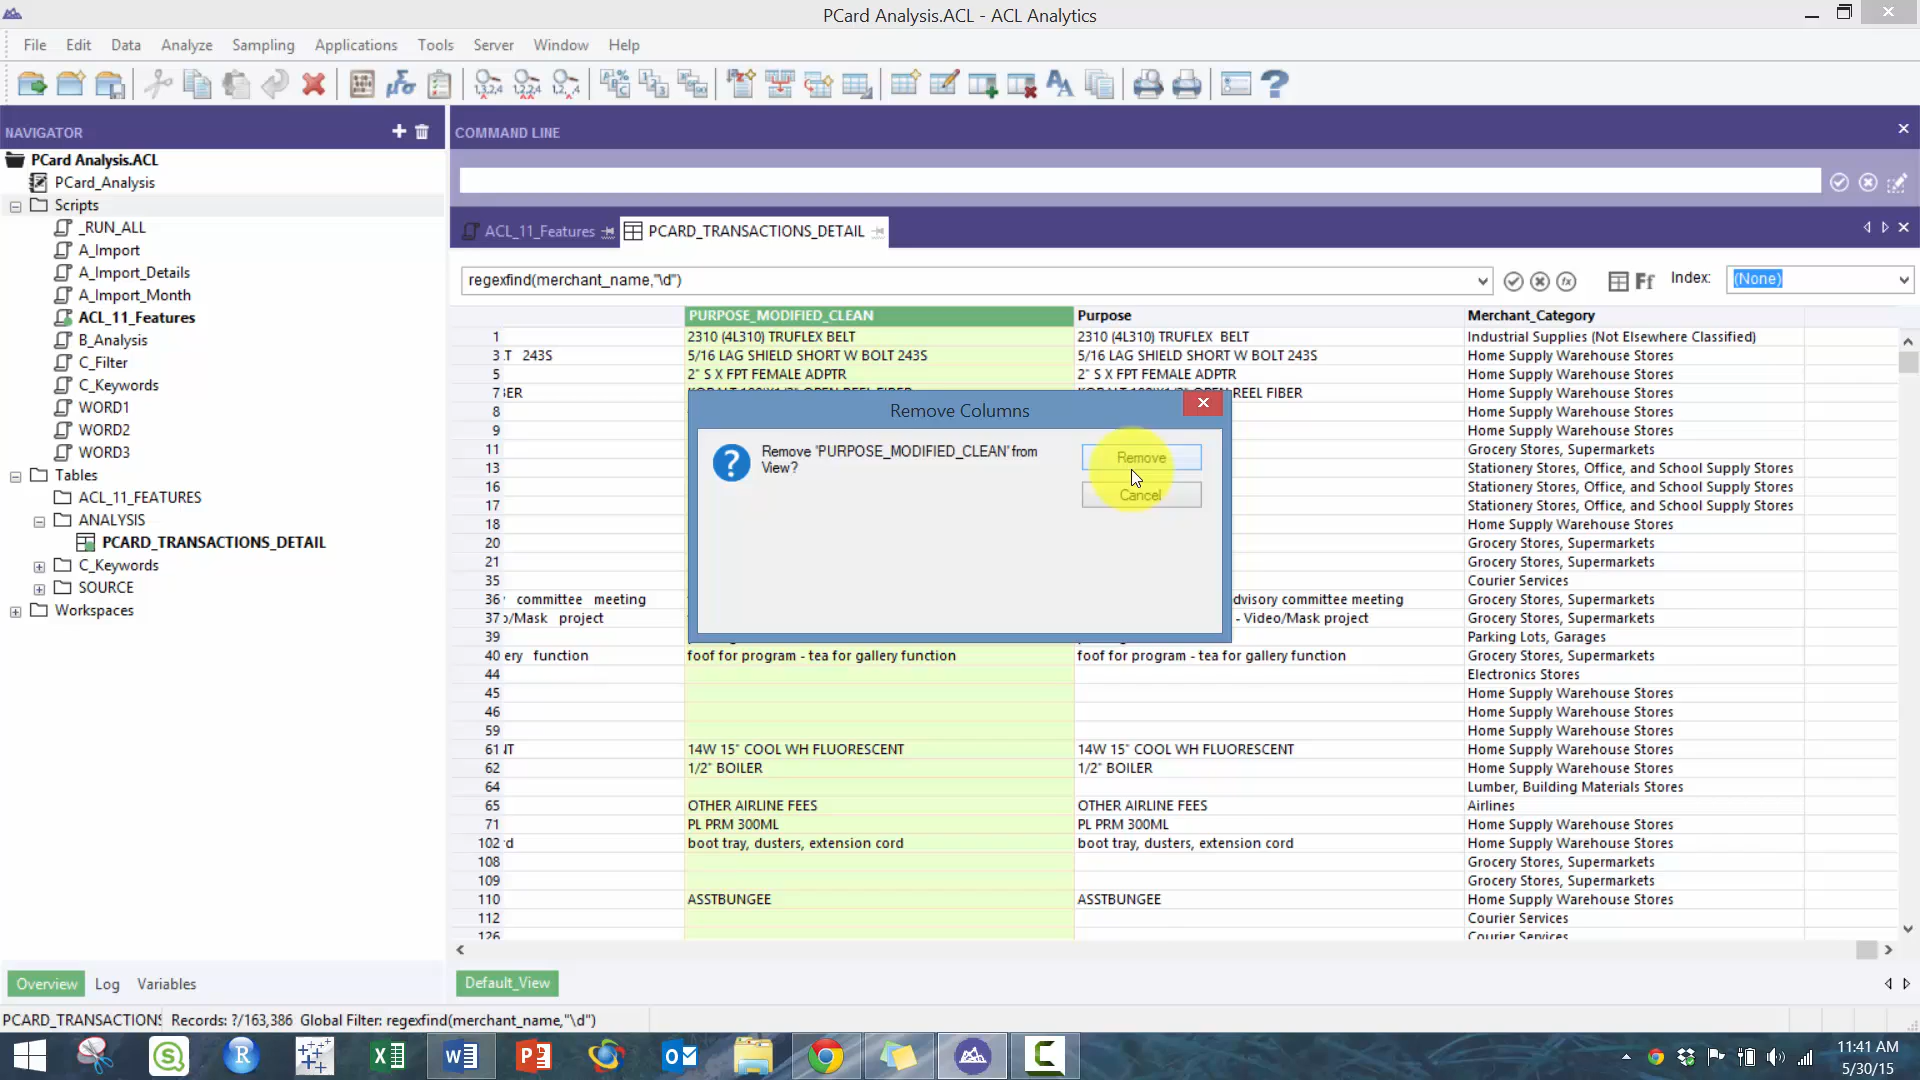 PCard Analysis.ACL - ACL Analytics
File Edit Data Analyze Sampling Applications Tools Server Window Help
NAVIGATOR
COMMAND LINE
PCard Analysis.ACL
PCard_Analysis
Scripts
_RUN_ALL
A_Import
A_Import_Details
A_Import_Month
ACL_11_Features
B_Analysis
C_Filter
C_Keywords
WORD1
WORD2
WORD3
Tables
ACL_11_FEATURES
ANALYSIS
PCARD_TRANSACTIONS_DETAIL
C_Keywords
SOURCE
Workspaces
ACL_11_Features PCARD_TRANSACTIONS_DETAIL
regexfind(merchant_name,"\d") Index: (None)
PURPOSE_MODIFIED_CLEAN Purpose Merchant_Category
1 2310 (4L310) TRUFLEX BELT 2310 (4L310) TRUFLEX BELT Industrial Supplies (Not Elsewhere Classified)
3 .T 243S 5/16 LAG SHIELD SHORT W BOLT 243S 5/16 LAG SHIELD SHORT W BOLT 243S Home Supply Warehouse Stores
5 2" S X FPT FEMALE ADPTR 2" S X FPT FEMALE ADPTR Home Supply Warehouse Stores
7 BER REEL FIBER Home Supply Warehouse Stores
8 Home Supply Warehouse Stores
9 Home Supply Warehouse Stores
11 Grocery Stores, Supermarkets
13 Stationery Stores, Office, and School Supply Stores
16 Stationery Stores, Office, and School Supply Stores
17 Stationery Stores, Office, and School Supply Stores
18 Home Supply Warehouse Stores
20 Grocery Stores, Supermarkets
21 Grocery Stores, Supermarkets
35 Courier Services
36 committee meeting dvisory committee meeting Grocery Stores, Supermarkets
37 o/Mask project - Video/Mask project Grocery Stores, Supermarkets
39 Parking Lots, Garages
40 ery function foof for program - tea for gallery function foof for program - tea for gallery function Grocery Stores, Supermarkets
44 Electronics Stores
45 Home Supply Warehouse Stores
46 Home Supply Warehouse Stores
59 Home Supply Warehouse Stores
61 NT 14W 15" COOL WH FLUORESCENT 14W 15" COOL WH FLUORESCENT Home Supply Warehouse Stores
62 1/2" BOILER 1/2" BOILER Home Supply Warehouse Stores
64 Lumber, Building Materials Stores
65 OTHER AIRLINE FEES OTHER AIRLINE FEES Airlines
71 PL PRM 300ML PL PRM 300ML Home Supply Warehouse Stores
102 d boot tray, dusters, extension cord boot tray, dusters, extension cord Home Supply Warehouse Stores
108 Grocery Stores, Supermarkets
109 Grocery Stores, Supermarkets
110 ASSTBUNGEE ASSTBUNGEE Home Supply Warehouse Stores
112 Courier Services
126 Courier Services
Remove Columns
Remove 'PURPOSE_MODIFIED_CLEAN' from
View?
Remove
Cancel
Overview Log Variables
Default_View
PCARD_TRANSACTIONS Records: ?/163,386 Global Filter: regexfind(merchant_name,"\d")
11:41 AM
5/30/15